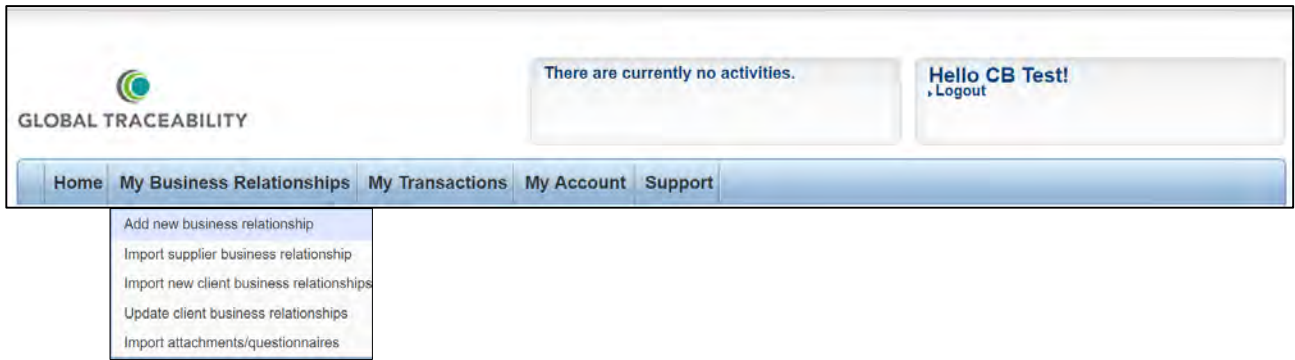 There are currently no activities.
Hello CB Test!
Logout
GLOBAL TRACEABILITY
Home My Business Relationships My Transactions My Account Support
Add new business relationship
Import supplier business relationship
Import new client business relationships
Update client business relationships
Import attachments/questionnaires